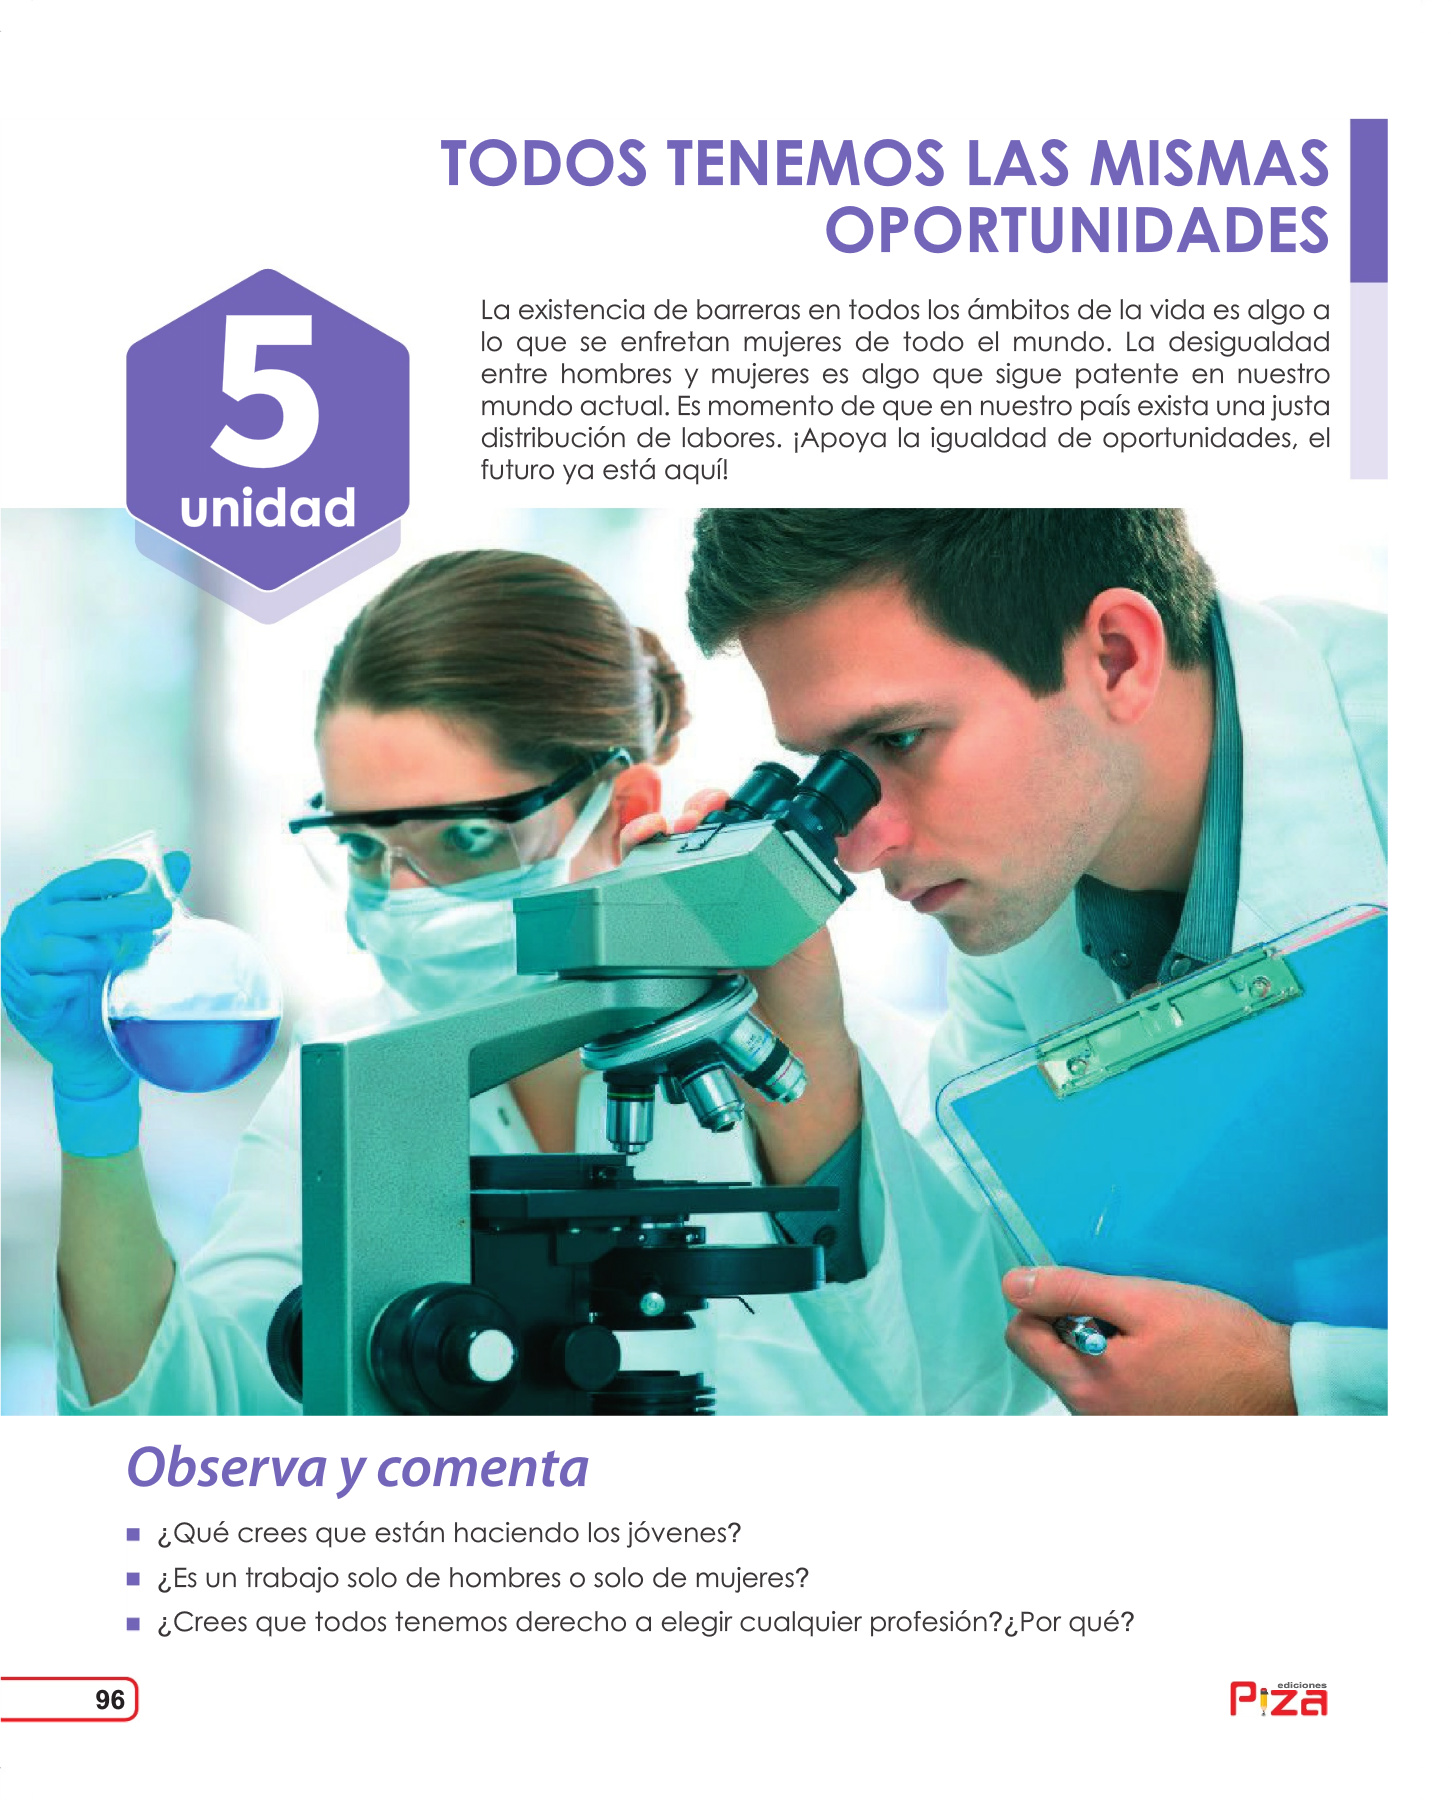 TODOS TENEMOS LAS MISMAS
OPORTUNIDADES
5
unidad
La existencia de barreras en todos los ámbitos de la vida es algo a
lo que se enfretan mujeres de todo el mundo. La desigualdad
entre hombres y mujeres es algo que sigue patente en nuestro
mundo actual. Es momento de que en nuestro país exista una justa
distribución de labores. ¡Apoya la igualdad de oportunidades, el
futuro ya está aquí!
Observa y comenta
¿Qué crees que están haciendo los jóvenes?
¿Es un trabajo solo de hombres o solo de mujeres?
¿Crees que todos tenemos derecho a elegir cualquier profesión?¿Por qué?
96
ediciones
PiZa